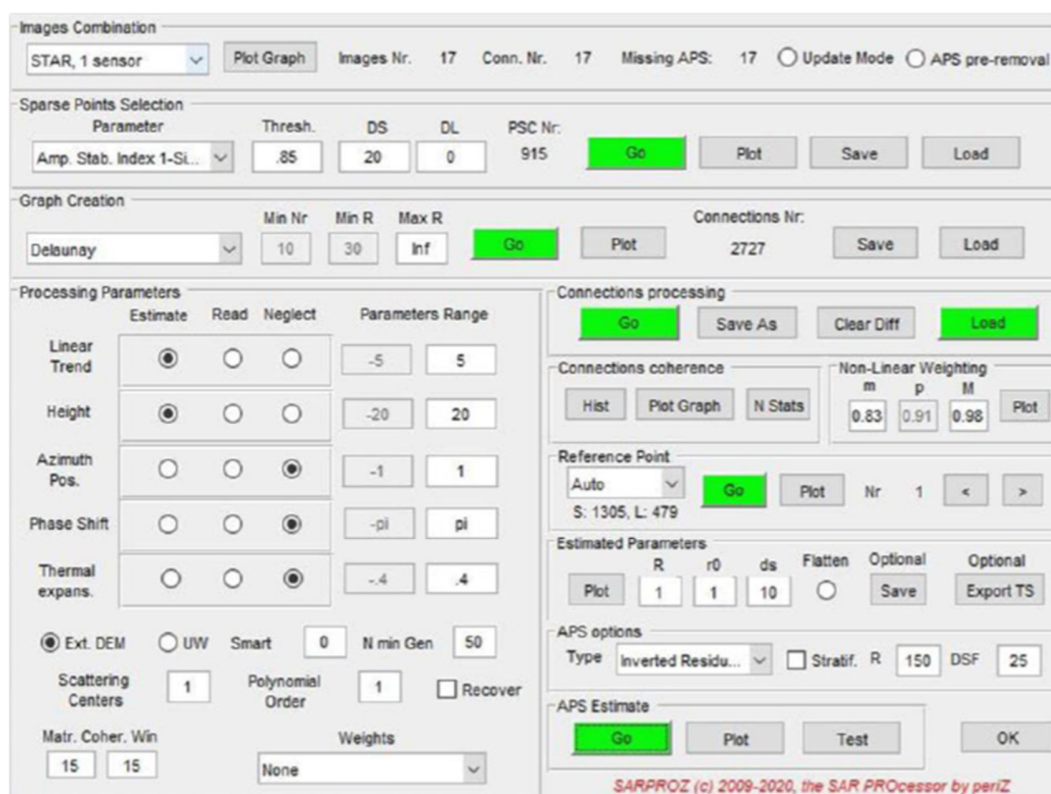 Images Combination
STAR, 1 sensor Plot Graph Images Nr. 17 Conn. Nr. 17 Missing APS: 17 Update Mode APS pre-removal
Sparse Points Selection
Parameter Thresh. DS DL PSC Nr:
Amp. Stab. Index 1-Si... .85 20 0 915 Go Plot Save Load
Graph Creation
Min Nr Min R Max R Connections Nr:
Delaunay 10 30 Inf Go Plot 2727 Save Load
Processing Parameters
Estimate Read Neglect Parameters Range
Linear Trend -5 5
Height -20 20
Azimuth Pos. -1 1
Phase Shift -pi pi
Thermal expans. -.4 .4
Ext. DEM UW Smart 0 N min Gen 50
Scattering Centers 1 Polynomial Order 1 Recover
Matr. Coher. Win Weights
15 15 None
Connections processing
Go Save As Clear Diff Load
Connections coherence
Hist Plot Graph N Stats
Non-Linear Weighting
m p M
0.83 0.91 0.98 Plot
Reference Point
Auto Go Plot Nr 1 < >
S: 1305, L: 479
Estimated Parameters
R r0 ds Flatten Optional Optional
Plot 1 1 10 Save Export TS
APS options
Type Inverted Residu... Stratif. R 150 DSF 25
APS Estimate
Go Plot Test OK
SARPROZ (c) 2009-2020, the SAR PROcessor by periZ